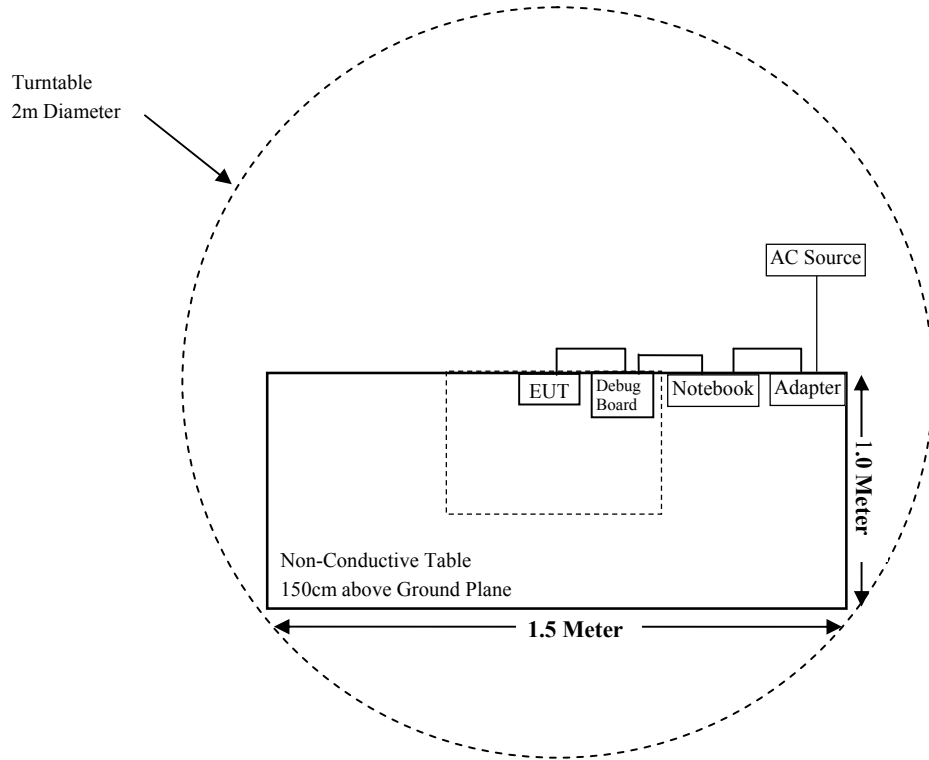 Turntable
2m Diameter
AC Source
EUT
Debug
Board
Notebook
Adapter
1.0 Meter
Non-Conductive Table
150cm above Ground Plane
1.5 Meter